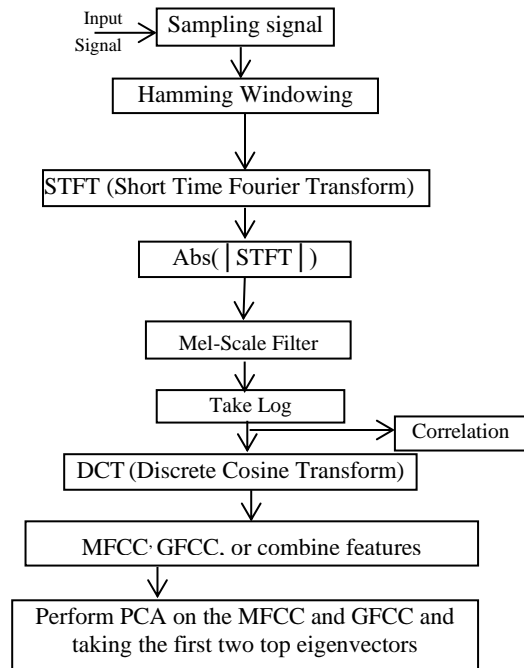 Input
Signal
Sampling signal
Hamming Windowing
STFT (Short Time Fourier Transform)
Abs(|STFT|)
Mel-Scale Filter
Take Log
Correlation
DCT (Discrete Cosine Transform)
MFCC, GFCC, or combine features
Perform PCA on the MFCC and GFCC and
taking the first two top eigenvectors